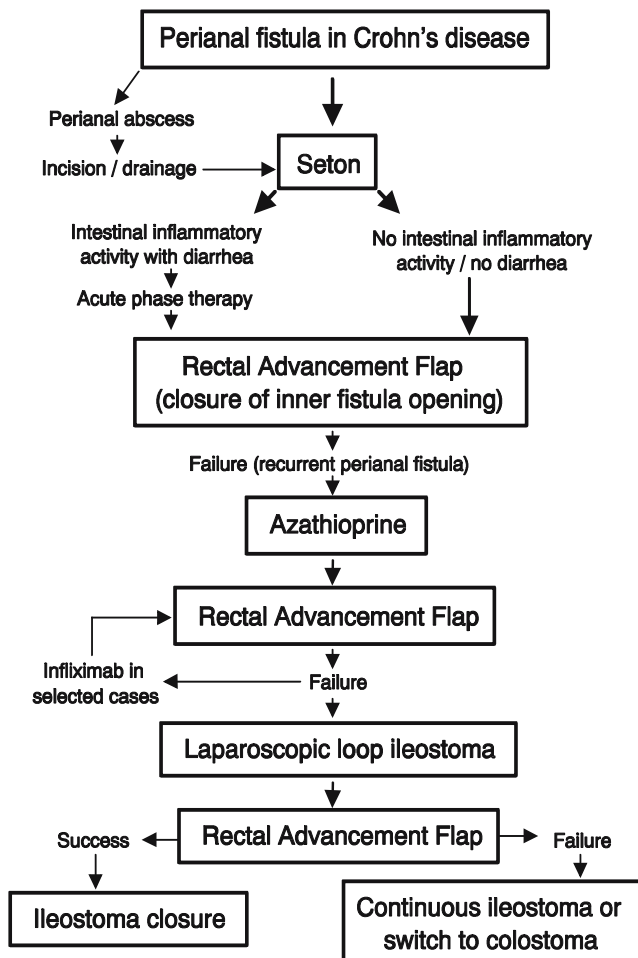 Perianal fistula in Crohn's disease
Perianal abscess
Incision / drainage
Seton
Intestinal inflammatory
activity with diarrhea
Acute phase therapy
No intestinal inflammatory
activity / no diarrhea
Rectal Advancement Flap
(closure of inner fistula opening)
Failure (recurrent perianal fistula)
Azathioprine
Rectal Advancement Flap
Infliximab in
selected cases
Failure
Laparoscopic loop ileostoma
Rectal Advancement Flap
Success
Failure
Ileostoma closure
Continuous ileostoma or
switch to colostoma